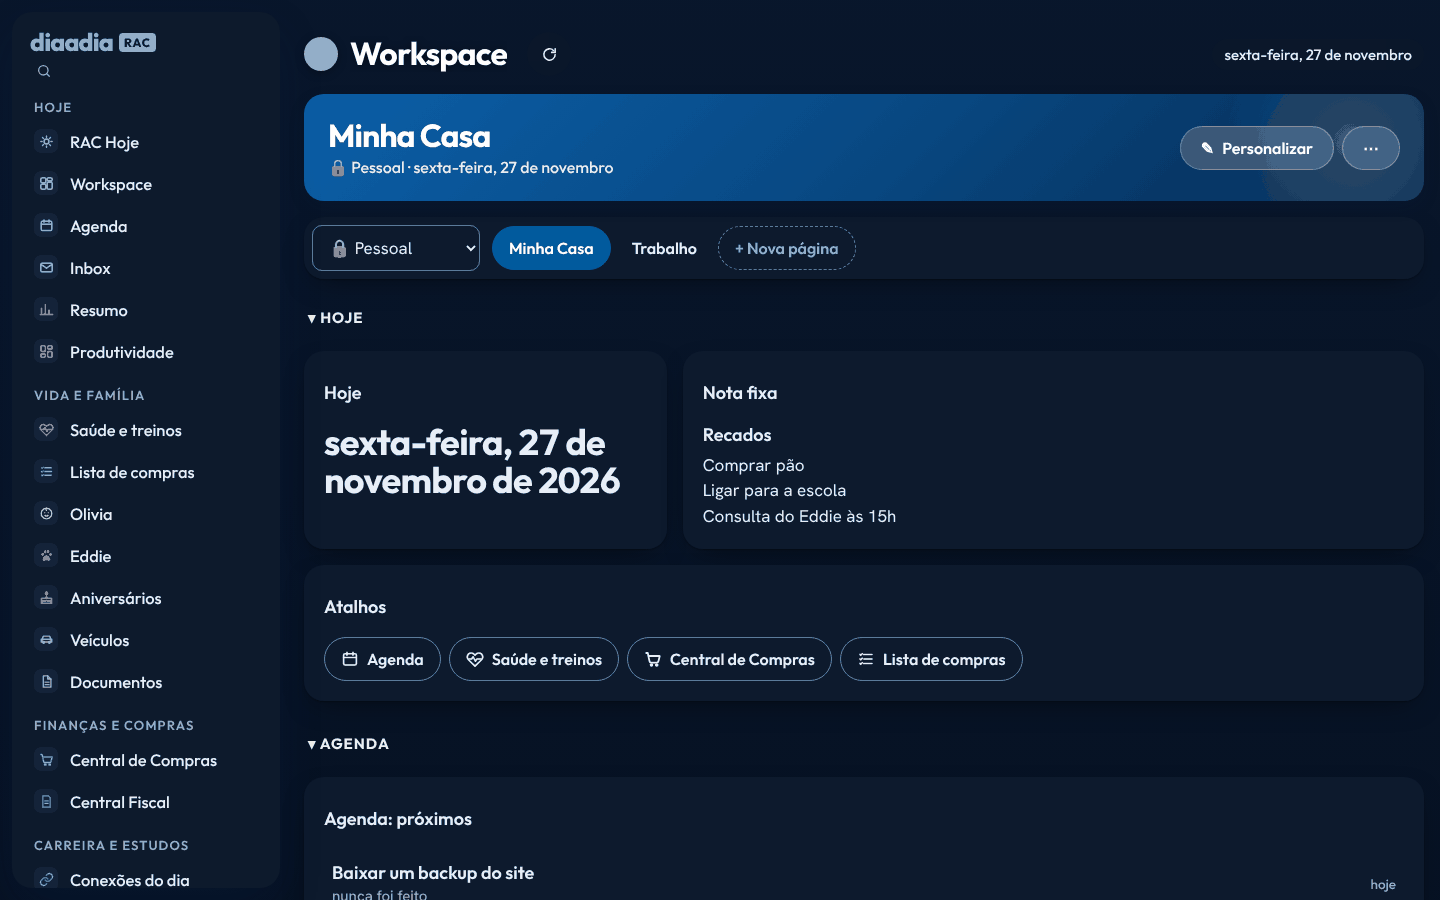 diaadia RAC
HOJE
RAC Hoje
Workspace
Agenda
Inbox
Resumo
Produtividade
VIDA E FAMÍLIA
Saúde e treinos
Lista de compras
Olivia
Eddie
Aniversários
Veículos
Documentos
FINANÇAS E COMPRAS
Central de Compras
Central Fiscal
CARREIRA E ESTUDOS
Conexões do dia
Workspace
sexta-feira, 27 de novembro
Minha Casa
Pessoal · sexta-feira, 27 de novembro
Personalizar
···
Pessoal
Minha Casa
Trabalho
+ Nova página
▾ HOJE
Hoje
sexta-feira, 27 de
novembro de 2026
Nota fixa
Recados
Comprar pão
Ligar para a escola
Consulta do Eddie às 15h
Atalhos
Agenda
Saúde e treinos
Central de Compras
Lista de compras
▾ AGENDA
Agenda: próximos
Baixar um backup do site
nunca foi feito
hoje